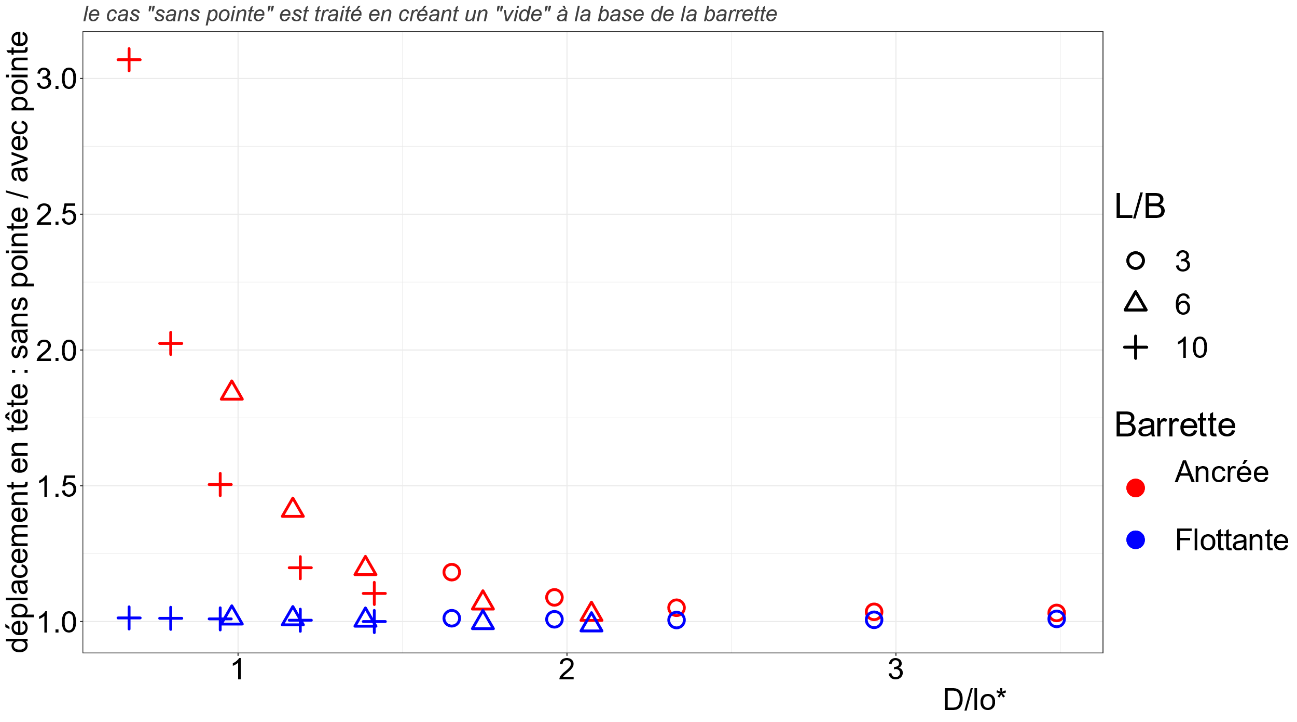 le cas "sans pointe" est traité en créant un "vide" à la base de la barrette
déplacement en tête : sans pointe / avec pointe
3.0
2.5
2.0
1.5
1.0
1
2
3
D/lo*
L/B
3
6
10
Barrette
Ancrée
Flottante